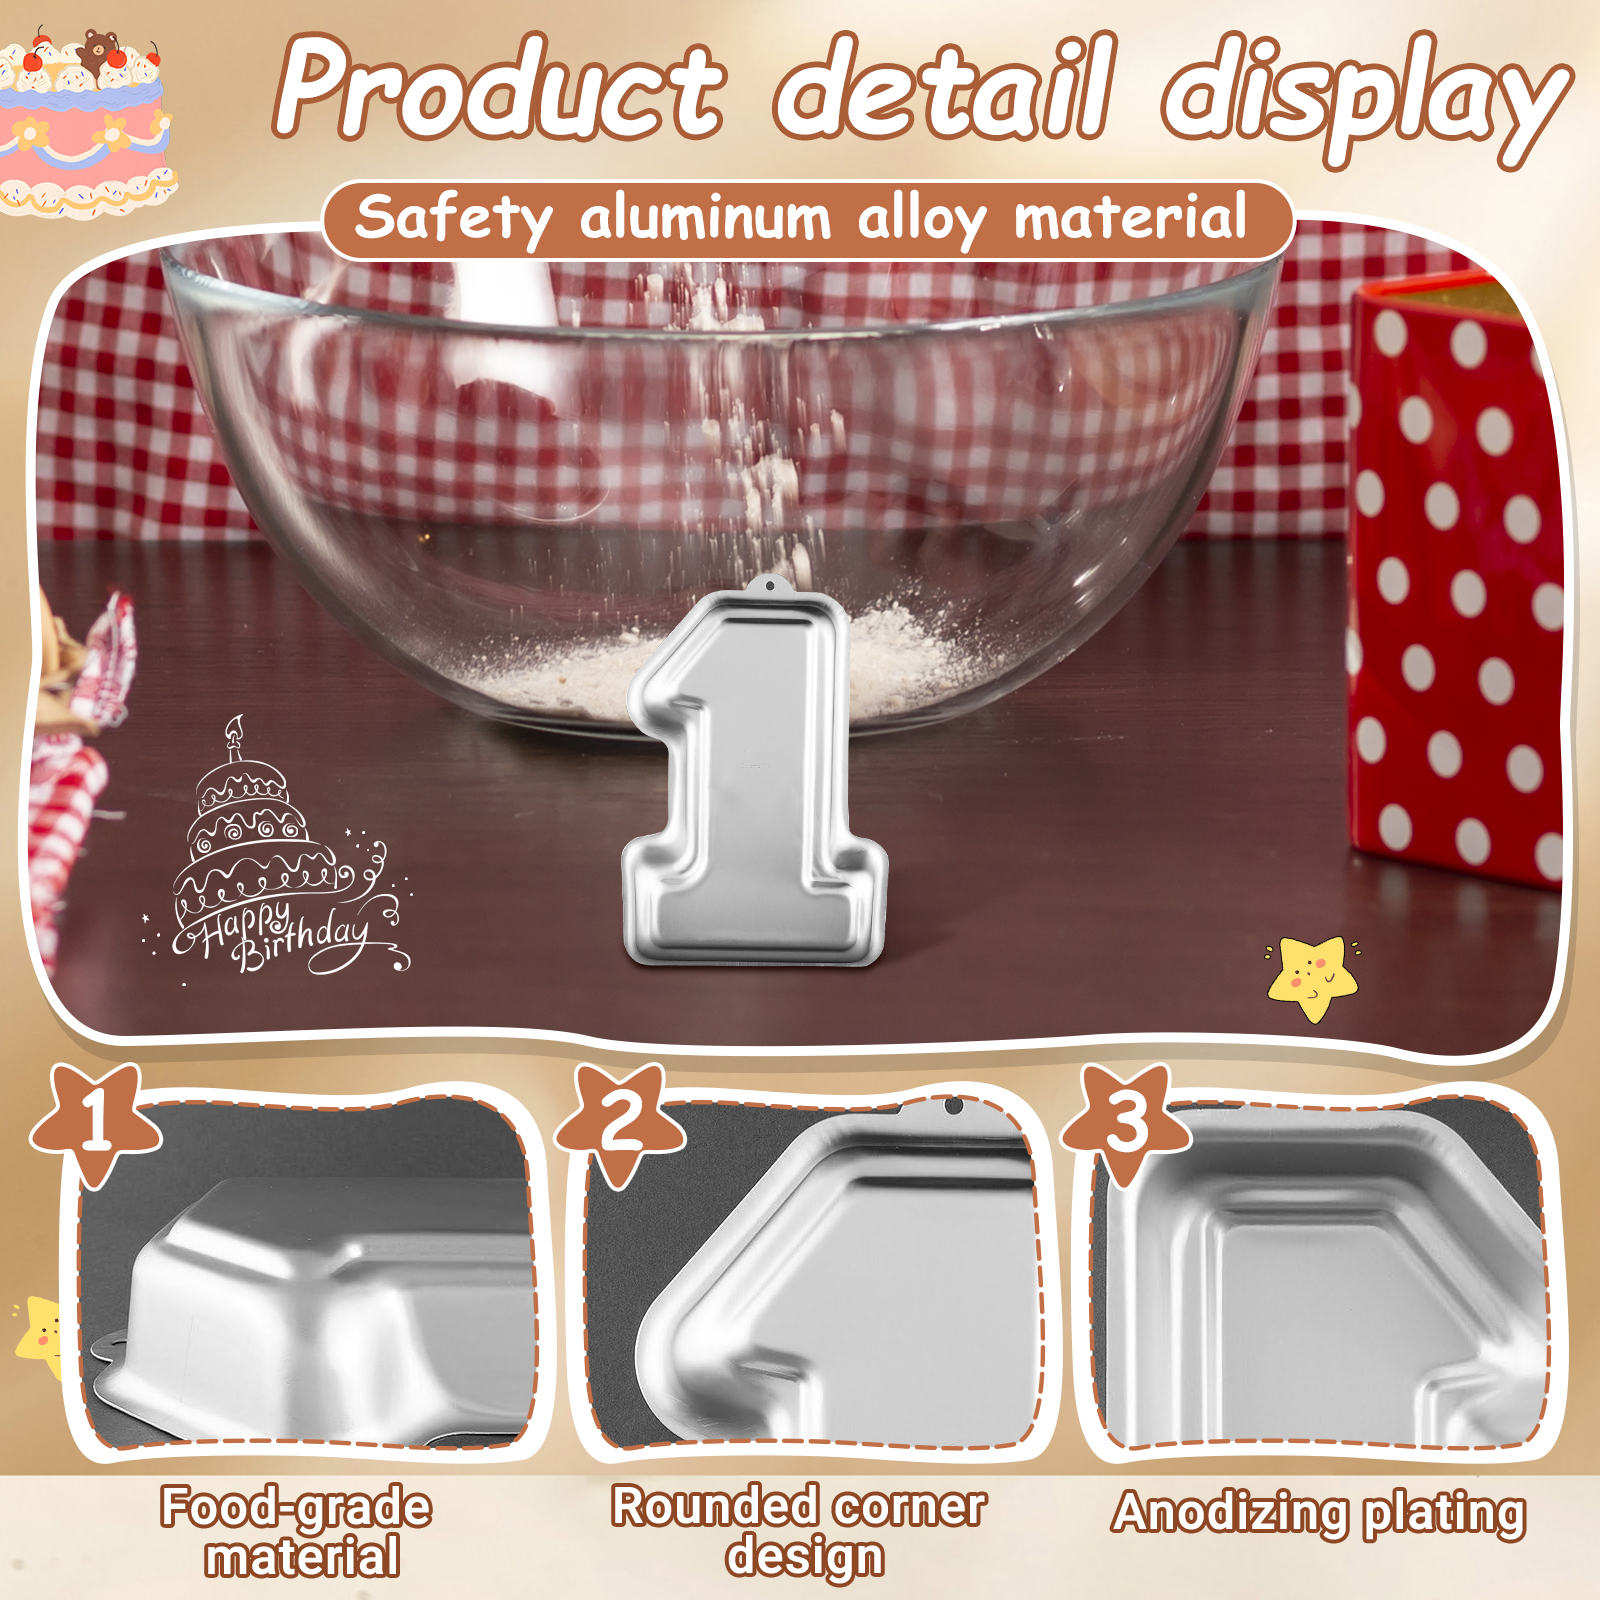 Product detail display
Safety aluminum alloy material
Happy
Birthday
1
2
3
Food-grade
material
Rounded corner
design
Anodizing plating